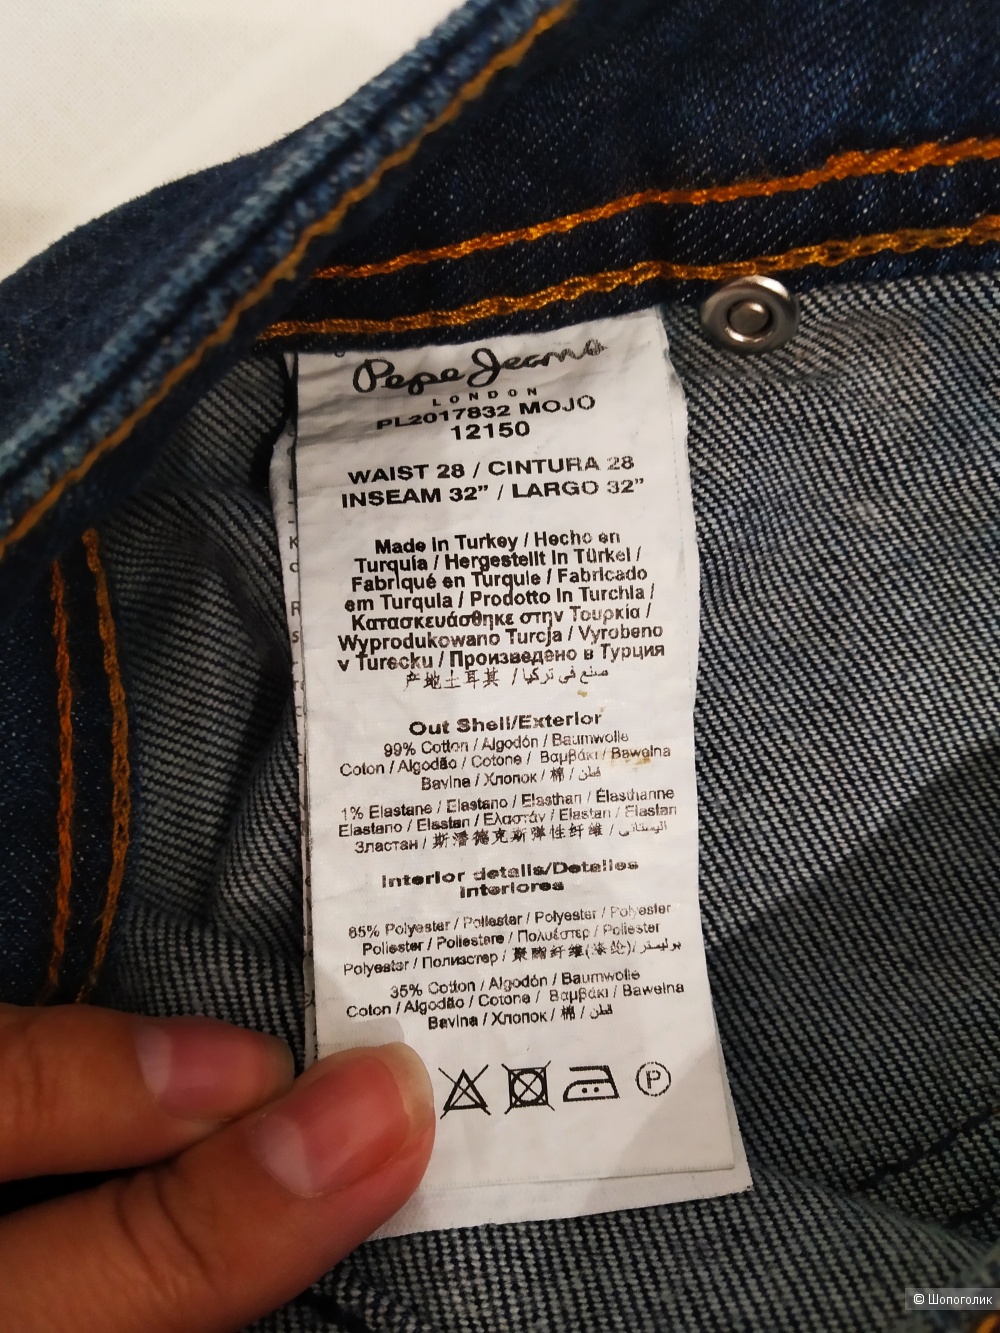 Pepe Jeans
LONDON
PL2017832 MOJO
12150
WAIST 28 / CINTURA 28
INSEAM 32” / LARGO 32”
Made in Turkey / Hecho en
Turquía / Hergestellt in Türkei /
Fabriqué en Turquie / Fabricado
em Turquia / Prodotto in Turchia /
Κατασκευάσθηκε στην Τουρκία /
Wyprodukowano Turcja / Vyrobeno
v Turecku / Произведено в Турция
产地土耳其 / صنع في تركيا
Out Shell/Exterior
99% Cotton / Algodón / Baumwolle
Coton / Algodão / Cotone / Βαμβάκι / Bawełna
Bavlna / Хлопок / 棉 / قطن
1% Elastane / Elastano / Elasthan / Élasthanne
Elastano / Elastan / Ελαστάν / Elastan / Elastan
Эластан / 斯潘德克斯弹性纤维 /
Interior details/Detalles
interiores
65% Polyester / Poliester / Polyester / Polyester
Poliester / Poliestere / Πολυέστερ / Poliester
Polyester / Полиэстер / 聚酯纤维(涤纶)/ بوليستر
35% Cotton / Algodón / Baumwolle
Coton / Algodão / Cotone / Βαμβάκι / Bawełna
Bavlna / Хлопок / 棉 / قطن
P
© Шопоголик